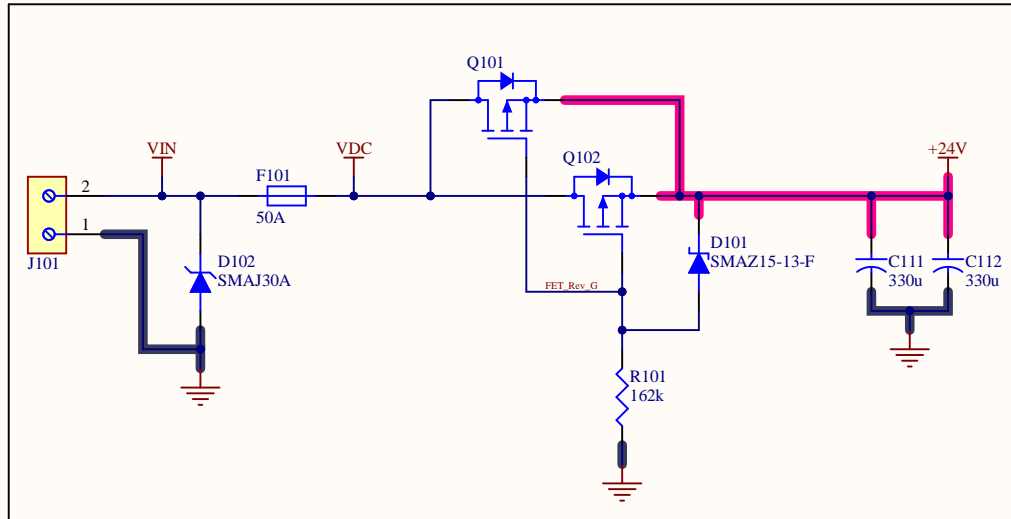 Q101
VIN
VDC
Q102
+24V
F101
50A
2
1
J101
D102
SMAJ30A
D101
SMAZ15-13-F
C111
330u
C112
330u
FET_Rev_G
R101
162k